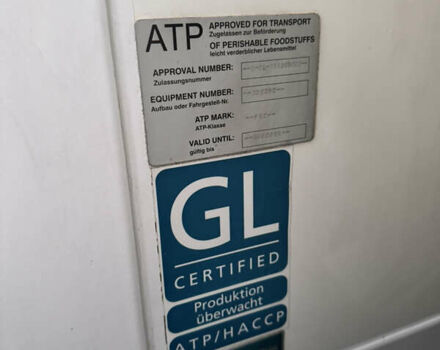 ATP
APPROVED FOR TRANSPORT
Zugelassen zur Beförderung
OF PERISHABLE FOODSTUFFS
leicht verderblicher Lebensmittel
APPROVAL NUMBER:
Zulassungsnummer
EQUIPMENT NUMBER:
Aufbau oder Fahrgestell-Nr.
ATP MARK:
ATP-Klasse
VALID UNTIL:
gültig bis
GL
CERTIFIED
Produktion
überwacht
ATP/HACCP